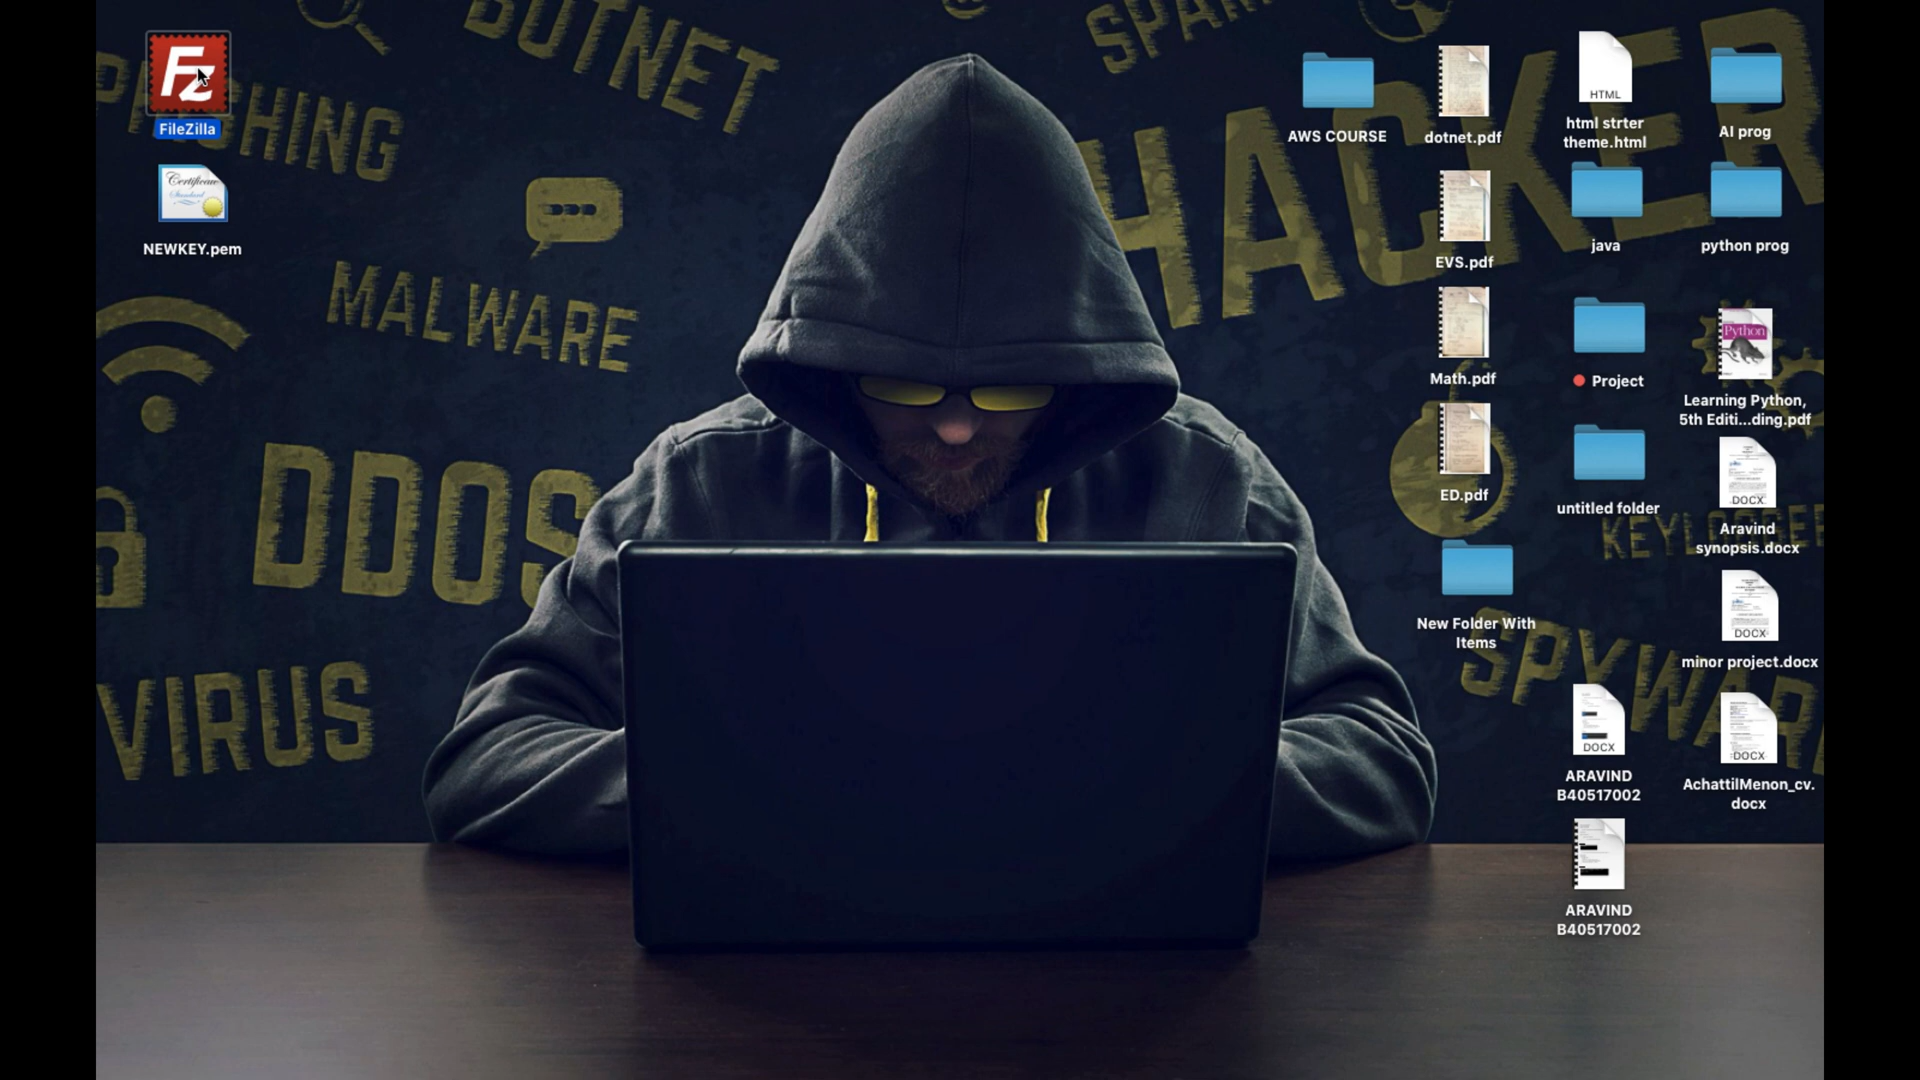 FileZilla
Certificate
Standard
NEWKEY.pem
PHISHING
BOTNET
SPAM
HACKER
MALWARE
DDOS
VIRUS
KEYLOGGER
SPYWARE
AWS COURSE
dotnet.pdf
EVS.pdf
Math.pdf
ED.pdf
New Folder With
Items
HTML
html strter
theme.html
java
Project
untitled folder
DOCX
ARAVIND
B40517002
ARAVIND
B40517002
AI prog
python prog
Python
Learning Python,
5th Editi...ding.pdf
DOCX
Aravind
synopsis.docx
DOCX
minor project.docx
DOCX
AchattilMenon_cv.
docx